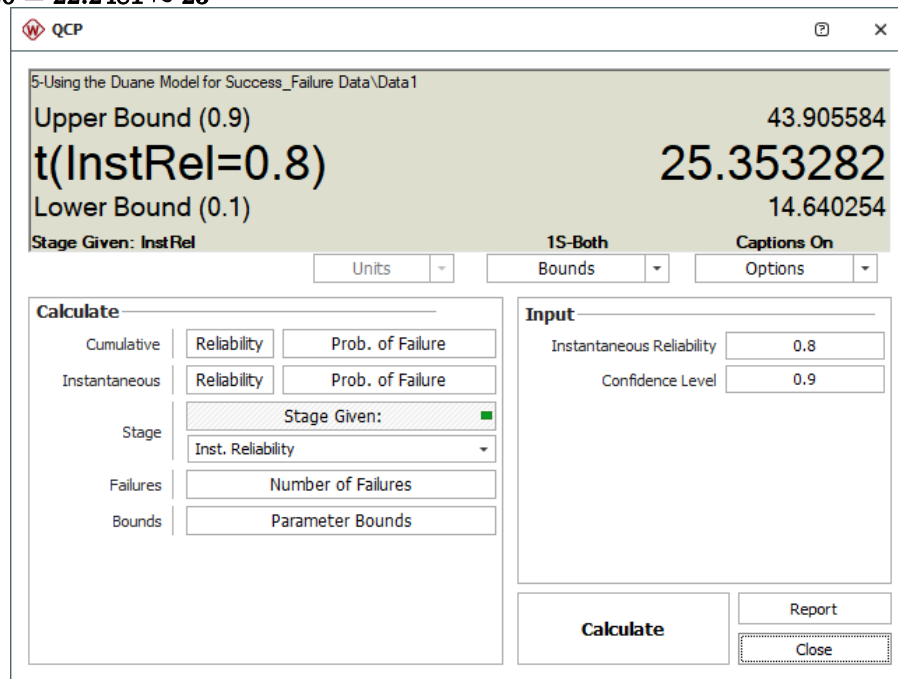 QCP
5-Using the Duane Model for Success_Failure Data\Data1
Upper Bound (0.9) 43.905584
t(InstRel=0.8) 25.353282
Lower Bound (0.1) 14.640254
Stage Given: InstRel 1S-Both Captions On
Units Bounds Options
Calculate
Cumulative Reliability Prob. of Failure
Instantaneous Reliability Prob. of Failure
Stage Stage Given:
Inst. Reliability
Failures Number of Failures
Bounds Parameter Bounds
Input
Instantaneous Reliability 0.8
Confidence Level 0.9
Calculate
Report
Close